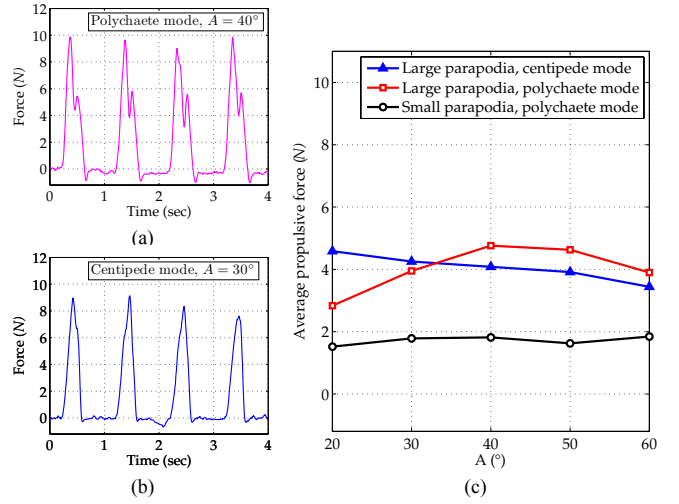 Polychaete mode, A = 40°
12
10
8
6
4
2
0
Force (N)
0 1 2 3 4
Time (sec)
(a)
Centipede mode, A = 30°
12
10
8
6
4
2
0
Force (N)
0 1 2 3 4
Time (sec)
(b)
Large parapodia, centipede mode
Large parapodia, polychaete mode
Small parapodia, polychaete mode
10
8
6
4
2
0
Average propulsive force (N)
20 30 40 50 60
A (°)
(c)